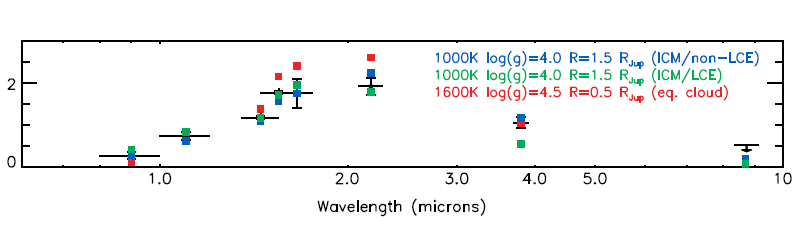 1000K log(g)=4.0 R=1.5 RJup (ICM/non-LCE)
1000K log(g)=4.0 R=1.5 RJup (ICM/LCE)
1600K log(g)=4.5 R=0.5 RJup (eq. cloud)
2
0
1.0 2.0 3.0 4.0 5.0 10
Wavelength (microns)